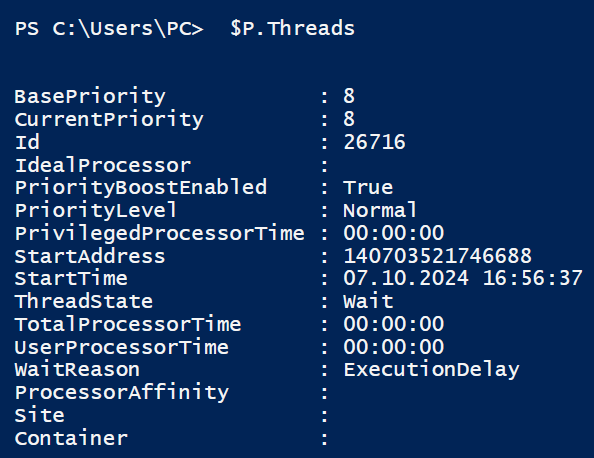 PS C:\Users\PC>  $P.Threads
BasePriority            : 8
CurrentPriority         : 8
Id                      : 26716
IdealProcessor          :
PriorityBoostEnabled    : True
PriorityLevel           : Normal
PrivilegedProcessorTime : 00:00:00
StartAddress            : 140703521746688
StartTime               : 07.10.2024 16:56:37
ThreadState             : Wait
TotalProcessorTime      : 00:00:00
UserProcessorTime       : 00:00:00
WaitReason              : ExecutionDelay
ProcessorAffinity       :
Site                    :
Container               :